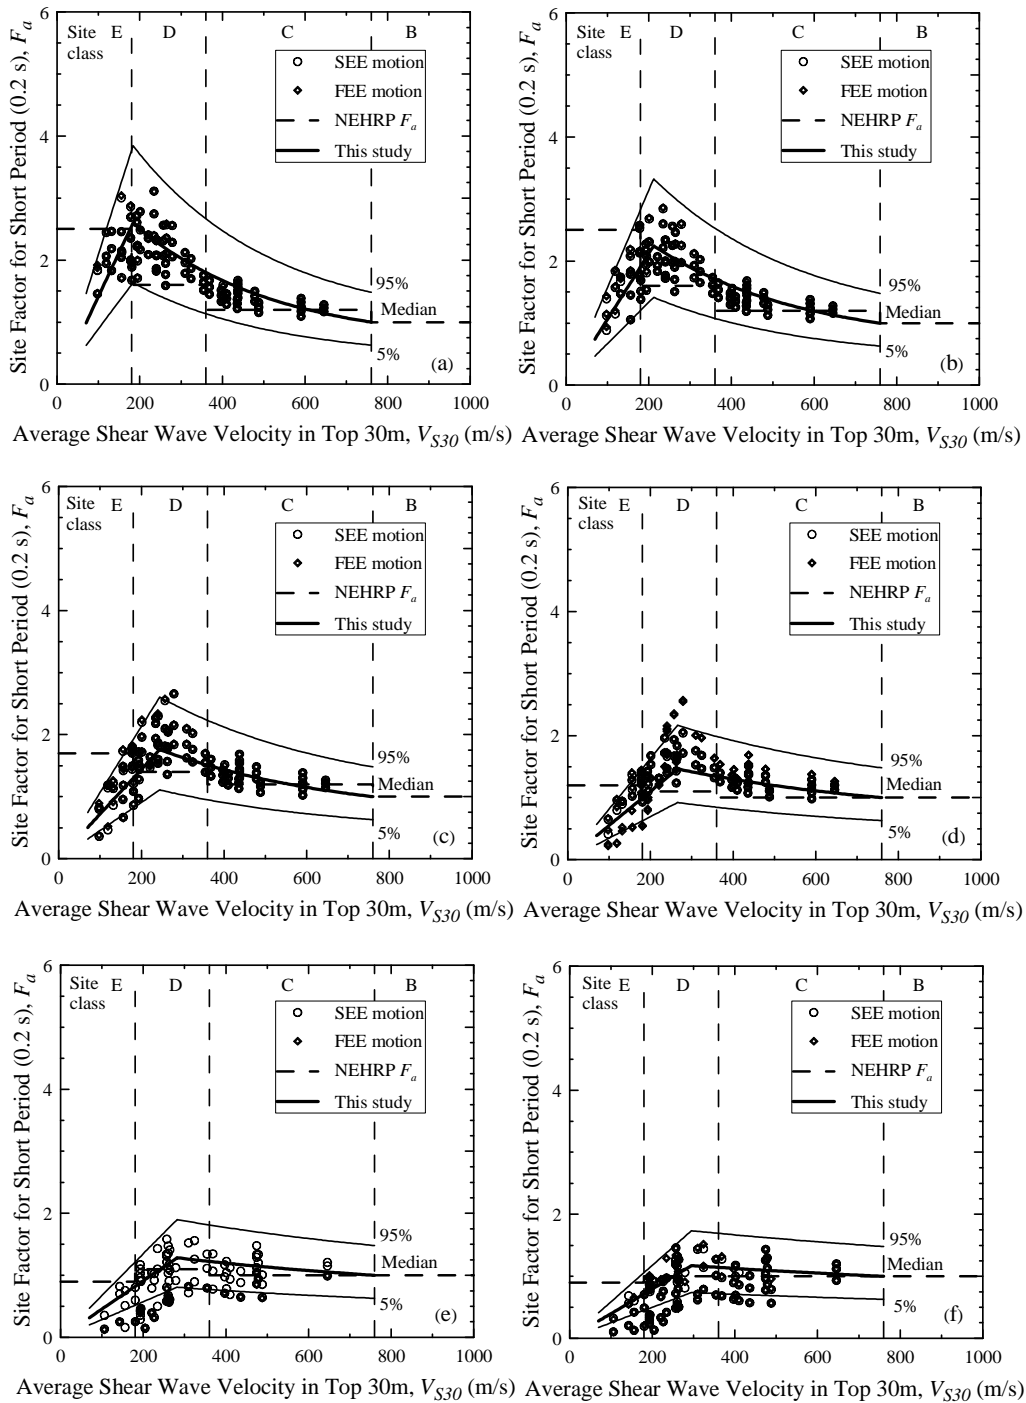 Site Factor for Short Period (0.2 s), Fa
6
4
2
0
Site class
E
D
C
B
SEE motion
FEE motion
NEHRP Fa
This study
95%
Median
5%
(a)
0 200 400 600 800 1000
Average Shear Wave Velocity in Top 30m, VS30 (m/s)
Site Factor for Short Period (0.2 s), Fa
6
4
2
0
Site class
E
D
C
B
SEE motion
FEE motion
NEHRP Fa
This study
95%
Median
5%
(b)
0 200 400 600 800 1000
Average Shear Wave Velocity in Top 30m, VS30 (m/s)
Site Factor for Short Period (0.2 s), Fa
6
4
2
0
Site class
E
D
C
B
SEE motion
FEE motion
NEHRP Fa
This study
95%
Median
5%
(c)
0 200 400 600 800 1000
Average Shear Wave Velocity in Top 30m, VS30 (m/s)
Site Factor for Short Period (0.2 s), Fa
6
4
2
0
Site class
E
D
C
B
SEE motion
FEE motion
NEHRP Fa
This study
95%
Median
5%
(d)
0 200 400 600 800 1000
Average Shear Wave Velocity in Top 30m, VS30 (m/s)
Site Factor for Short Period (0.2 s), Fa
6
4
2
0
Site class
E
D
C
B
SEE motion
FEE motion
NEHRP Fa
This study
95%
Median
5%
(e)
0 200 400 600 800 1000
Average Shear Wave Velocity in Top 30m, VS30 (m/s)
Site Factor for Short Period (0.2 s), Fa
6
4
2
0
Site class
E
D
C
B
SEE motion
FEE motion
NEHRP Fa
This study
95%
Median
5%
(f)
0 200 400 600 800 1000
Average Shear Wave Velocity in Top 30m, VS30 (m/s)